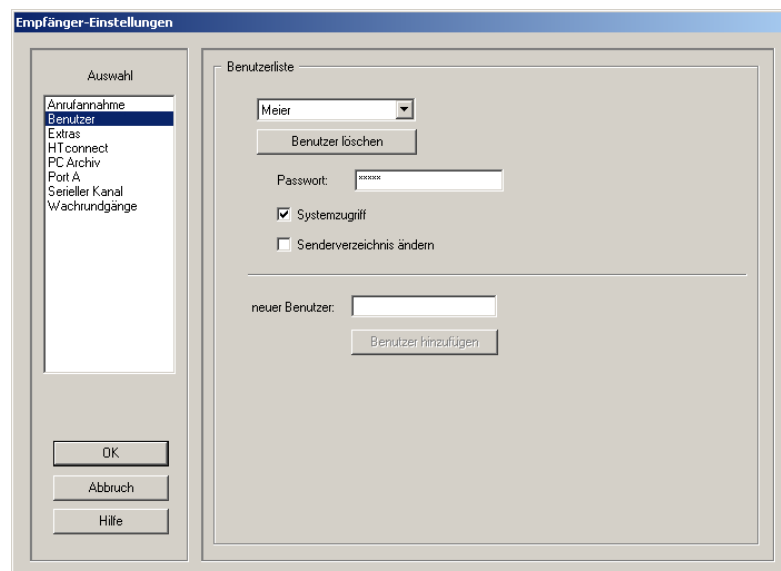 Empfänger-Einstellungen
Auswahl
Anrufannahme
Benutzer
Extras
HTconnect
PC Archiv
Port A
Serieller Kanal
Wachrundgänge
OK
Abbruch
Hilfe
Benutzerliste
Meier
Benutzer löschen
Passwort: xxxxx
Systemzugriff
Senderverzeichnis ändern
neuer Benutzer:
Benutzer hinzufügen